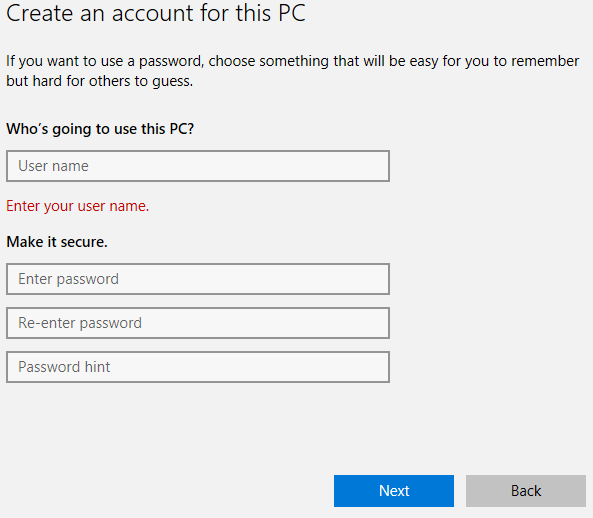 Create an account for this PC
If you want to use a password, choose something that will be easy for you to remember
but hard for others to guess.
Who's going to use this PC?
User name
Enter your user name.
Make it secure.
Enter password
Re-enter password
Password hint
Next
Back